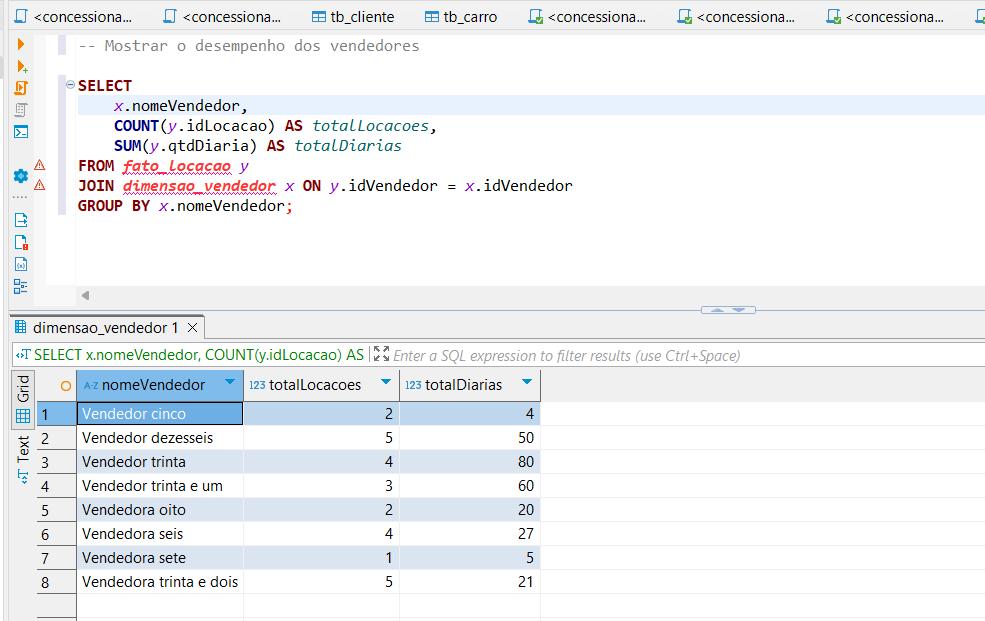 <concessiona...
<concessiona...
tb_cliente
tb_carro
<concessiona...
<concessiona...
<concessiona...
-- Mostrar o desempenho dos vendedores
SELECT
x.nomeVendedor,
COUNT(y.idLocacao) AS totalLocacoes,
SUM(y.qtdDiaria) AS totalDiarias
FROM fato_locacao y
JOIN dimensao_vendedor x ON y.idVendedor = x.idVendedor
GROUP BY x.nomeVendedor;
dimensao_vendedor 1
SELECT x.nomeVendedor, COUNT(y.idLocacao) AS
Enter a SQL expression to filter results (use Ctrl+Space)
Grid
Text
A-Z nomeVendedor 123 totalLocacoes 123 totalDiarias
1 Vendedor cinco 2 4
2 Vendedor dezesseis 5 50
3 Vendedor trinta 4 80
4 Vendedor trinta e um 3 60
5 Vendedora oito 2 20
6 Vendedora seis 4 27
7 Vendedora sete 1 5
8 Vendedora trinta e dois 5 21